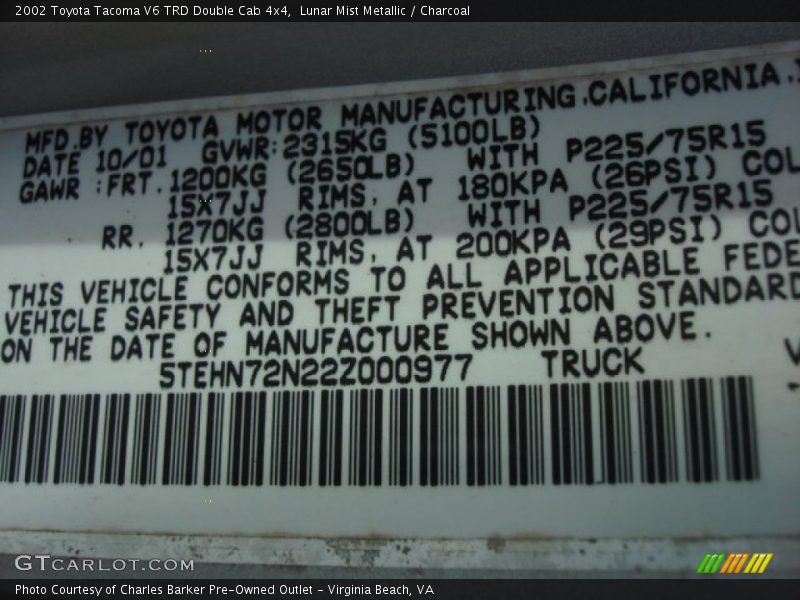 2002 Toyota Tacoma V6 TRD Double Cab 4x4,  Lunar Mist Metallic / Charcoal
MFD.BY TOYOTA MOTOR MANUFACTURING.CALIFORNIA.
DATE 10/01 GVWR:2315KG (5100LB)
GAWR :FRT.1200KG (2650LB) WITH P225/75R15
15X7JJ RIMS, AT 180KPA (26PSI) COL
RR. 1270KG (2800LB) WITH P225/75R15
15X7JJ RIMS, AT 200KPA (29PSI) COL
THIS VEHICLE CONFORMS TO ALL APPLICABLE FEDE
VEHICLE SAFETY AND THEFT PREVENTION STANDARD
ON THE DATE OF MANUFACTURE SHOWN ABOVE.
5TEHN72N22Z000977 TRUCK
GTCARLOT.COM
Photo Courtesy of Charles Barker Pre-Owned Outlet - Virginia Beach, VA